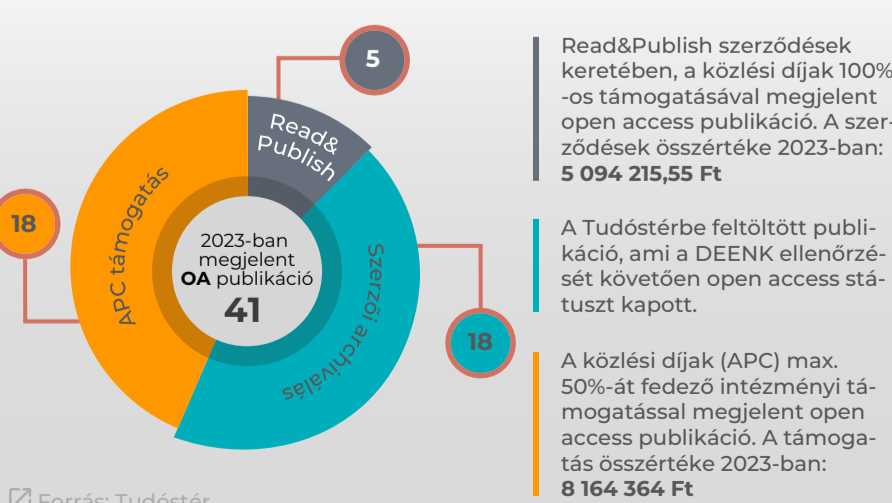 5
Read&
Publish
APC támogatás
18
2023-ban
megjelent
OA publikáció
41
Szerzői archiválás
18
Read&Publish szerződések
keretében, a közlési díjak 100%
-os támogatásával megjelent
open access publikáció. A szer-
ződések összértéke 2023-ban:
5 094 215,55 Ft
A Tudóstérbe feltöltött publi-
káció, ami a DEENK ellenőrzé-
sét követően open access stá-
tuszt kapott.
A közlési díjak (APC) max.
50%-át fedező intézményi tá-
mogatással megjelent open
access publikáció. A támoga-
tás összértéke 2023-ban:
8 164 364 Ft
Forrás: Tudóstér